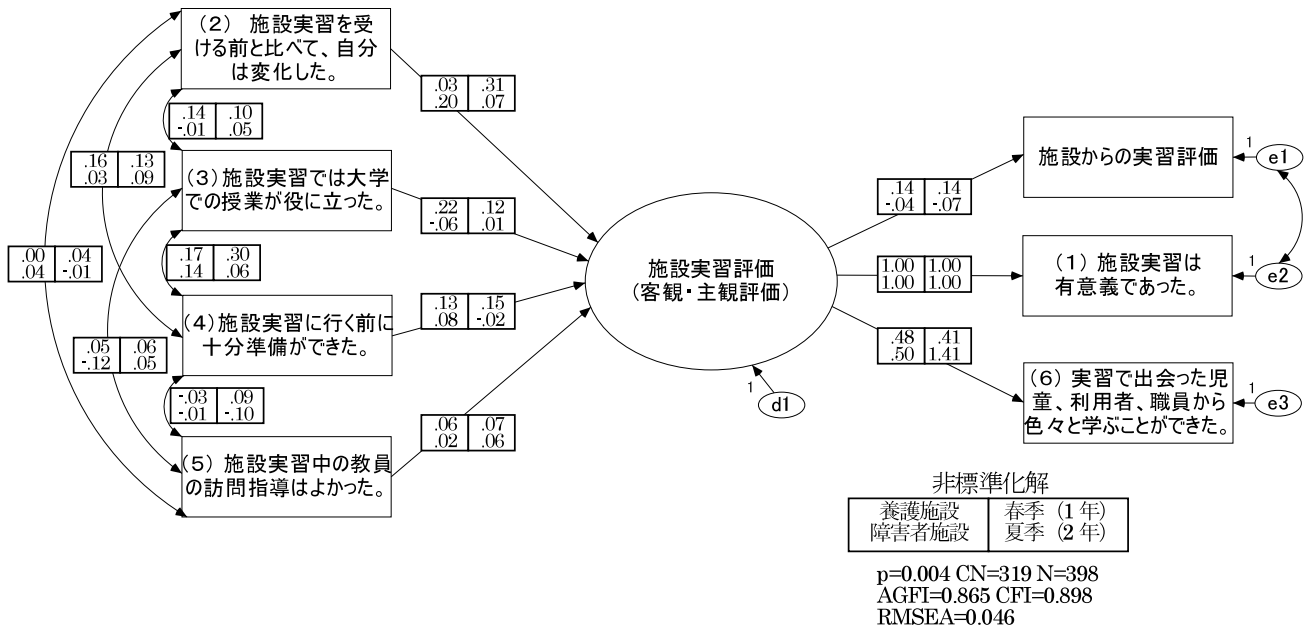 (2) 施設実習を受
ける前と比べて、自分
は変化した。
.03 .31
.20 .07
.14 .10
-.01 .05
.16 .13
.03 .09
(3)施設実習では大学
での授業が役に立った。
.22 .12
-.06 .01
.00 .04
.04 -.01
.17 .30
.14 .06
(4)施設実習に行く前に
十分準備ができた。
.13 .15
.08 -.02
.05 .06
-.12 .05
-.03 .09
-.01 -.10
(5) 施設実習中の教員
の訪問指導はよかった。
.06 .07
.02 .06
施設実習評価
(客観・主観評価)
1
d1
.14 .14
-.04 -.07
施設からの実習評価
1
e1
1.00 1.00
1.00 1.00
(1) 施設実習は
有意義であった。
1
e2
.48 .41
.50 1.41
(6) 実習で出会った児
童、利用者、職員から
色々と学ぶことができた。
1
e3
非標準化解
養護施設 春季 (1 年)
障害者施設 夏季 (2 年)
p=0.004 CN=319 N=398
AGFI=0.865 CFI=0.898
RMSEA=0.046